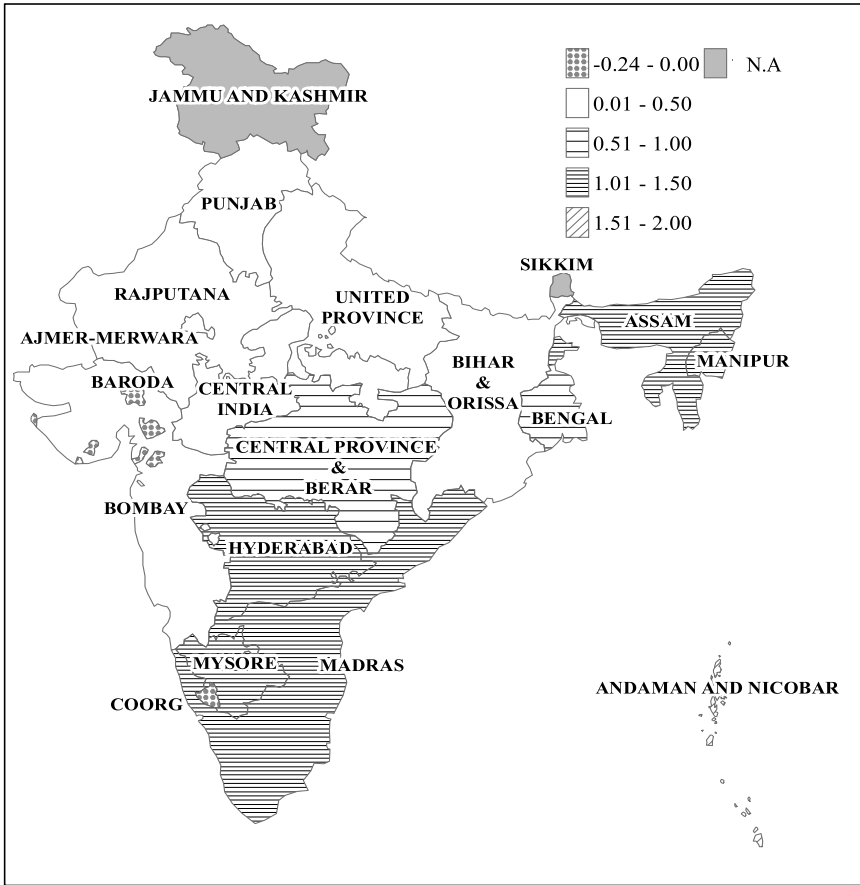 -0.24 - 0.00 N.A
0.01 - 0.50
0.51 - 1.00
1.01 - 1.50
1.51 - 2.00
JAMMU AND KASHMIR
PUNJAB
SIKKIM
RAJPUTANA
UNITED
PROVINCE
ASSAM
AJMER-MERWARA
BIHAR
&
ORISSA
MANIPUR
BARODA
CENTRAL
INDIA
BENGAL
CENTRAL PROVINCE
&
BERAR
BOMBAY
HYDERABAD
MYSORE
MADRAS
COORG
ANDAMAN AND NICOBAR